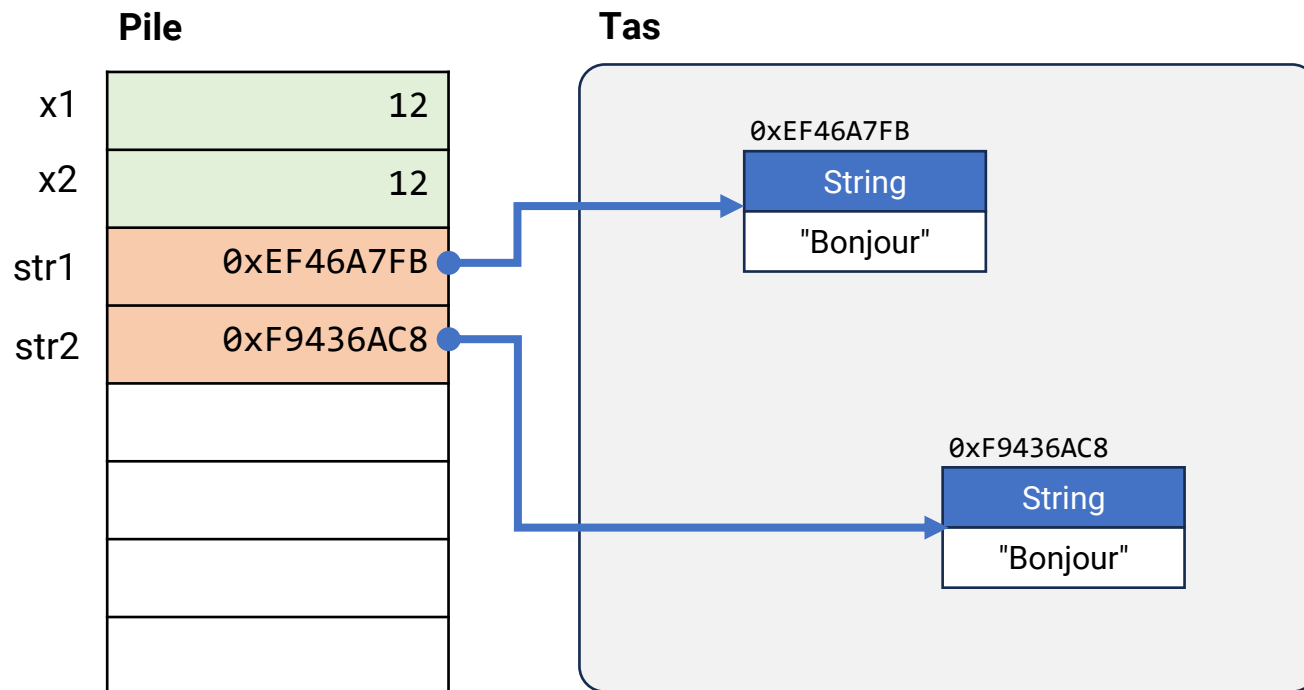 Pile
Tas
x1
12
x2
12
str1
0xEF46A7FB
str2
0xF9436AC8
0xEF46A7FB
String
"Bonjour"
0xF9436AC8
String
"Bonjour"